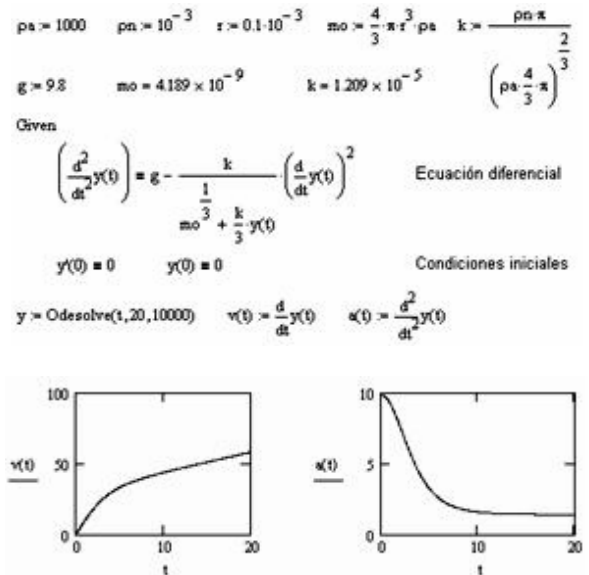 ρa := 1000 ρn := 10⁻³ r := 0.1·10⁻³ mo := 4/3·π·r³·ρa k := ρn·π/(ρa·4/3·π)^(2/3)
g := 9.8 mo = 4.189 × 10⁻⁹ k = 1.209 × 10⁻⁵
Given
(d²/dt² y(t)) = g - k/(mo^(1/3) + k/3·y(t))·(d/dt y(t))² Ecuación diferencial
y'(0) = 0 y(0) = 0 Condiciones iniciales
y := Odesolve(t,20,10000) v(t) := d/dt y(t) a(t) := d²/dt² y(t)
100
v(t) 50
0
0 10 20
t
10
a(t) 5
0
0 10 20
t